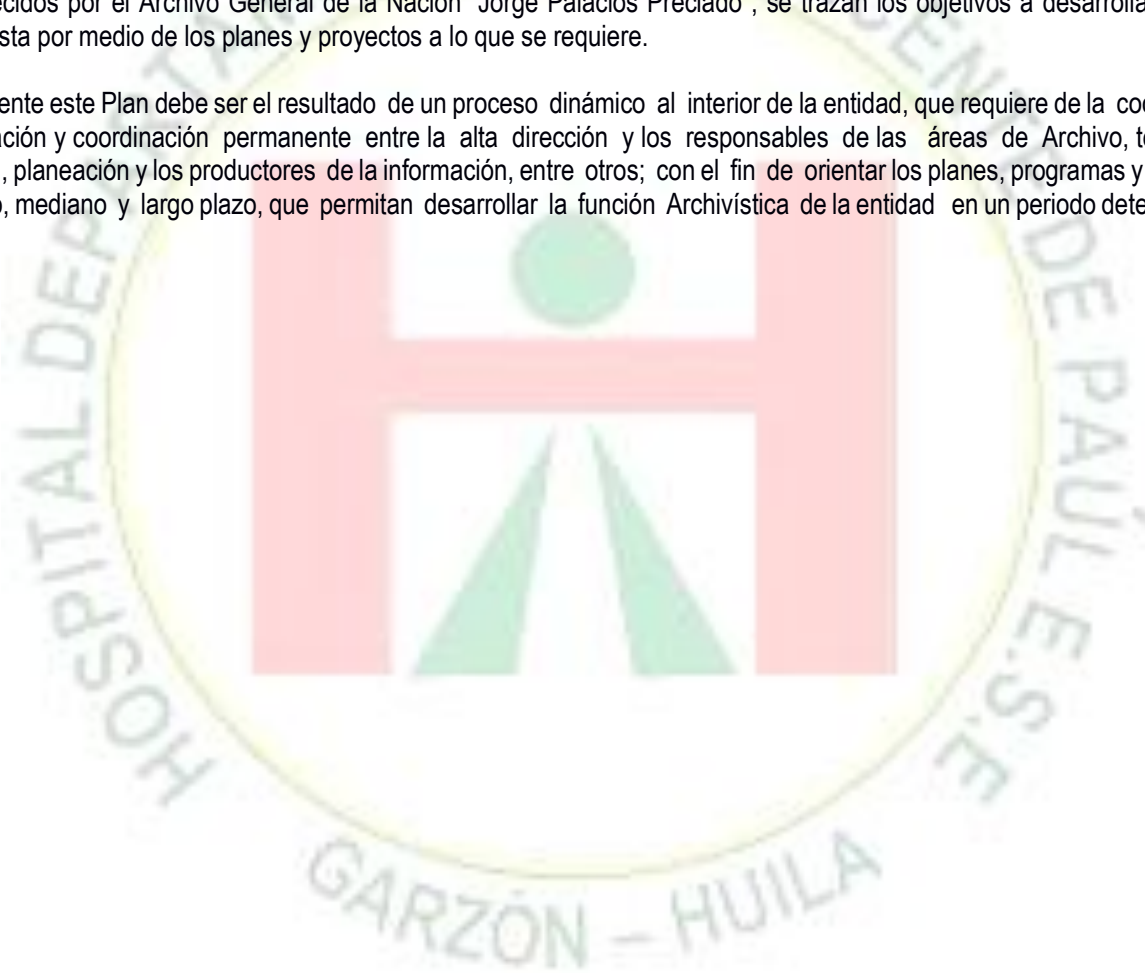 ecidos por el Archivo General de la Nación "Jorge Palacios Preciado", se trazan los objetivos a desarrolla
sta por medio de los planes y proyectos a lo que se requiere.
ente este Plan debe ser el resultado de un proceso dinámico al interior de la entidad, que requiere de la coo
ación y coordinación permanente entre la alta dirección y los responsables de las áreas de Archivo, te
, planeación y los productores de la información, entre otros; con el fin de orientar los planes, programas y
o, mediano y largo plazo, que permitan desarrollar la función Archivística de la entidad en un periodo dete
HOSPITAL DEPARTAM
CENTE DE PAÚL E.S.E
GARZÓN – HUILA